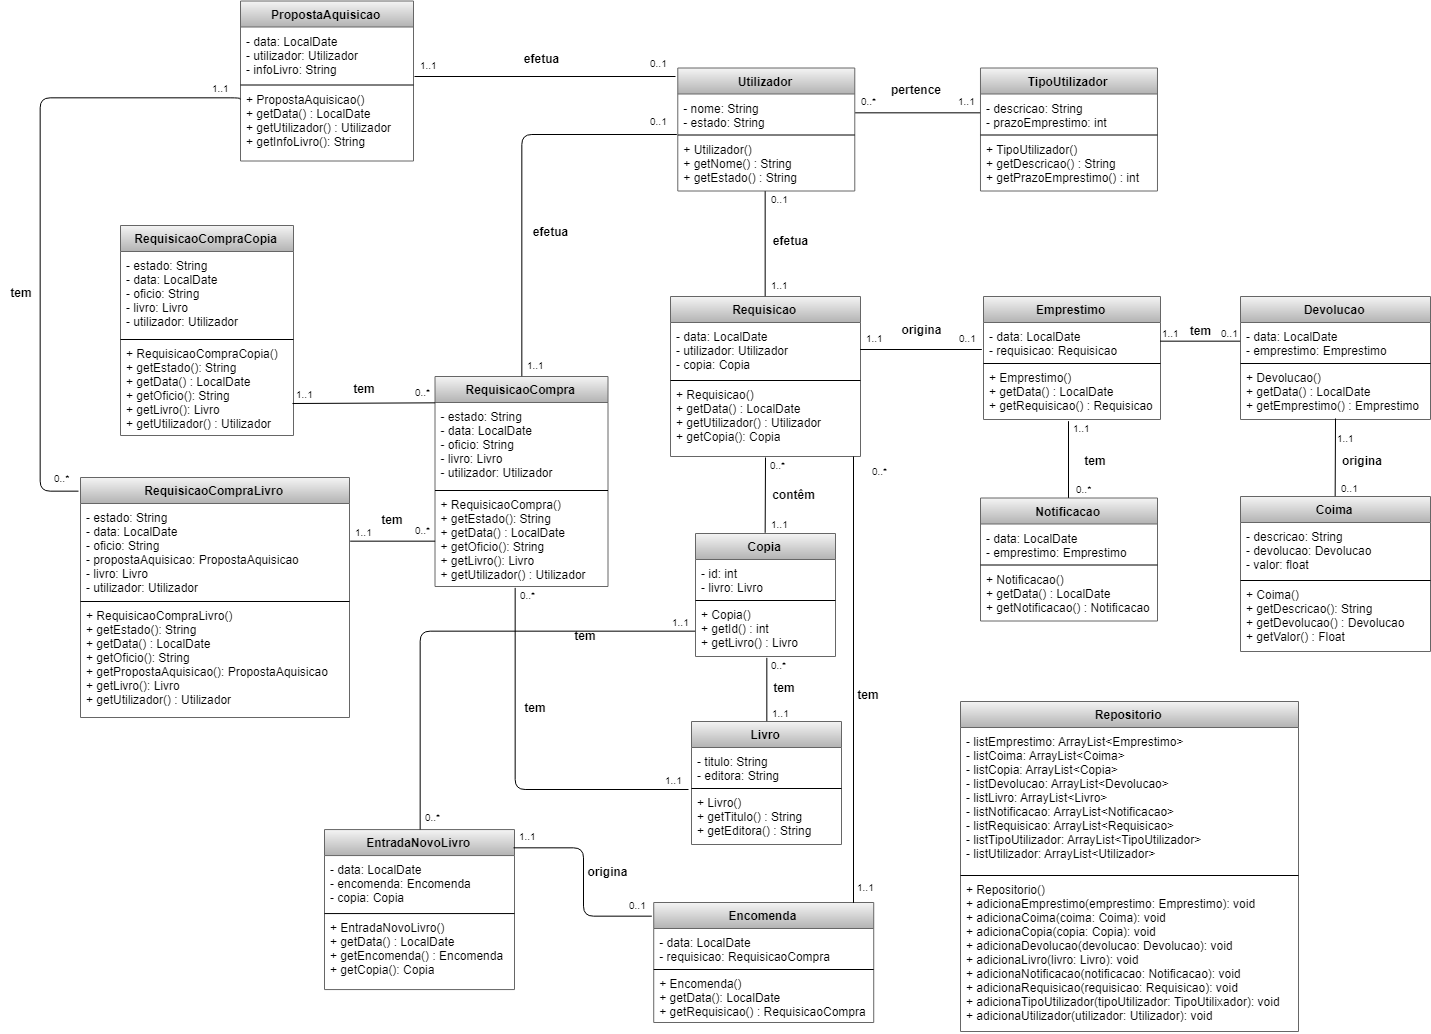 PropostaAquisicao
- data: LocalDate
- utilizador: Utilizador
- infoLivro: String
+ PropostaAquisicao()
+ getData() : LocalDate
+ getUtilizador() : Utilizador
+ getInfoLivro(): String
1..1
efetua
0..1
1..1
Utilizador
- nome: String
- estado: String
+ Utilizador()
+ getNome() : String
+ getEstado() : String
0..*
pertence
1..1
TipoUtilizador
- descricao: String
- prazoEmprestimo: int
+ TipoUtilizador()
+ getDescricao() : String
+ getPrazoEmprestimo() : int
0..1
efetua
1..1
0..1
efetua
1..1
tem
0..*
RequisicaoCompraCopia
- estado: String
- data: LocalDate
- oficio: String
- livro: Livro
- utilizador: Utilizador
+ RequisicaoCompraCopia()
+ getEstado(): String
+ getData() : LocalDate
+ getOficio(): String
+ getLivro(): Livro
+ getUtilizador() : Utilizador
1..1
tem
0..*
RequisicaoCompra
- estado: String
- data: LocalDate
- oficio: String
- livro: Livro
- utilizador: Utilizador
+ RequisicaoCompra()
+ getEstado(): String
+ getData() : LocalDate
+ getOficio(): String
+ getLivro(): Livro
+ getUtilizador() : Utilizador
Requisicao
- data: LocalDate
- utilizador: Utilizador
- copia: Copia
+ Requisicao()
+ getData() : LocalDate
+ getUtilizador() : Utilizador
+ getCopia(): Copia
1..1
origina
0..1
Emprestimo
- data: LocalDate
- requisicao: Requisicao
+ Emprestimo()
+ getData() : LocalDate
+ getRequisicao() : Requisicao
1..1
tem
0..1
Devolucao
- data: LocalDate
- emprestimo: Emprestimo
+ Devolucao()
+ getData() : LocalDate
+ getEmprestimo() : Emprestimo
1..1
tem
0..*
1..1
origina
0..1
Notificacao
- data: LocalDate
- emprestimo: Emprestimo
+ Notificacao()
+ getData() : LocalDate
+ getNotificacao() : Notificacao
Coima
- descricao: String
- devolucao: Devolucao
- valor: float
+ Coima()
+ getDescricao(): String
+ getDevolucao() : Devolucao
+ getValor() : Float
RequisicaoCompraLivro
- estado: String
- data: LocalDate
- oficio: String
- propostaAquisicao: PropostaAquisicao
- livro: Livro
- utilizador: Utilizador
+ RequisicaoCompraLivro()
+ getEstado(): String
+ getData() : LocalDate
+ getOficio(): String
+ getPropostaAquisicao(): PropostaAquisicao
+ getLivro(): Livro
+ getUtilizador() : Utilizador
1..1
tem
0..*
0..*
contêm
1..1
0..*
tem
1..1
Copia
- id: int
- livro: Livro
+ Copia()
+ getId() : int
+ getLivro() : Livro
1..1
tem
0..*
0..*
tem
1..1
0..*
tem
1..1
Livro
- titulo: String
- editora: String
+ Livro()
+ getTitulo() : String
+ getEditora() : String
EntradaNovoLivro
- data: LocalDate
- encomenda: Encomenda
- copia: Copia
+ EntradaNovoLivro()
+ getData() : LocalDate
+ getEncomenda() : Encomenda
+ getCopia(): Copia
1..1
origina
0..1
Encomenda
- data: LocalDate
- requisicao: RequisicaoCompra
+ Encomenda()
+ getData(): LocalDate
+ getRequisicao() : RequisicaoCompra
Repositorio
- listEmprestimo: ArrayList<Emprestimo>
- listCoima: ArrayList<Coima>
- listCopia: ArrayList<Copia>
- listDevolucao: ArrayList<Devolucao>
- listLivro: ArrayList<Livro>
- listNotificacao: ArrayList<Notificacao>
- listRequisicao: ArrayList<Requisicao>
- listTipoUtilizador: ArrayList<TipoUtilizador>
- listUtilizador: ArrayList<Utilizador>
+ Repositorio()
+ adicionaEmprestimo(emprestimo: Emprestimo): void
+ adicionaCoima(coima: Coima): void
+ adicionaCopia(copia: Copia): void
+ adicionaDevolucao(devolucao: Devolucao): void
+ adicionaLivro(livro: Livro): void
+ adicionaNotificacao(notificacao: Notificacao): void
+ adicionaRequisicao(requisicao: Requisicao): void
+ adicionaTipoUtilizador(tipoUtilizador: TipoUtilixador): void
+ adicionaUtilizador(utilizador: Utilizador): void